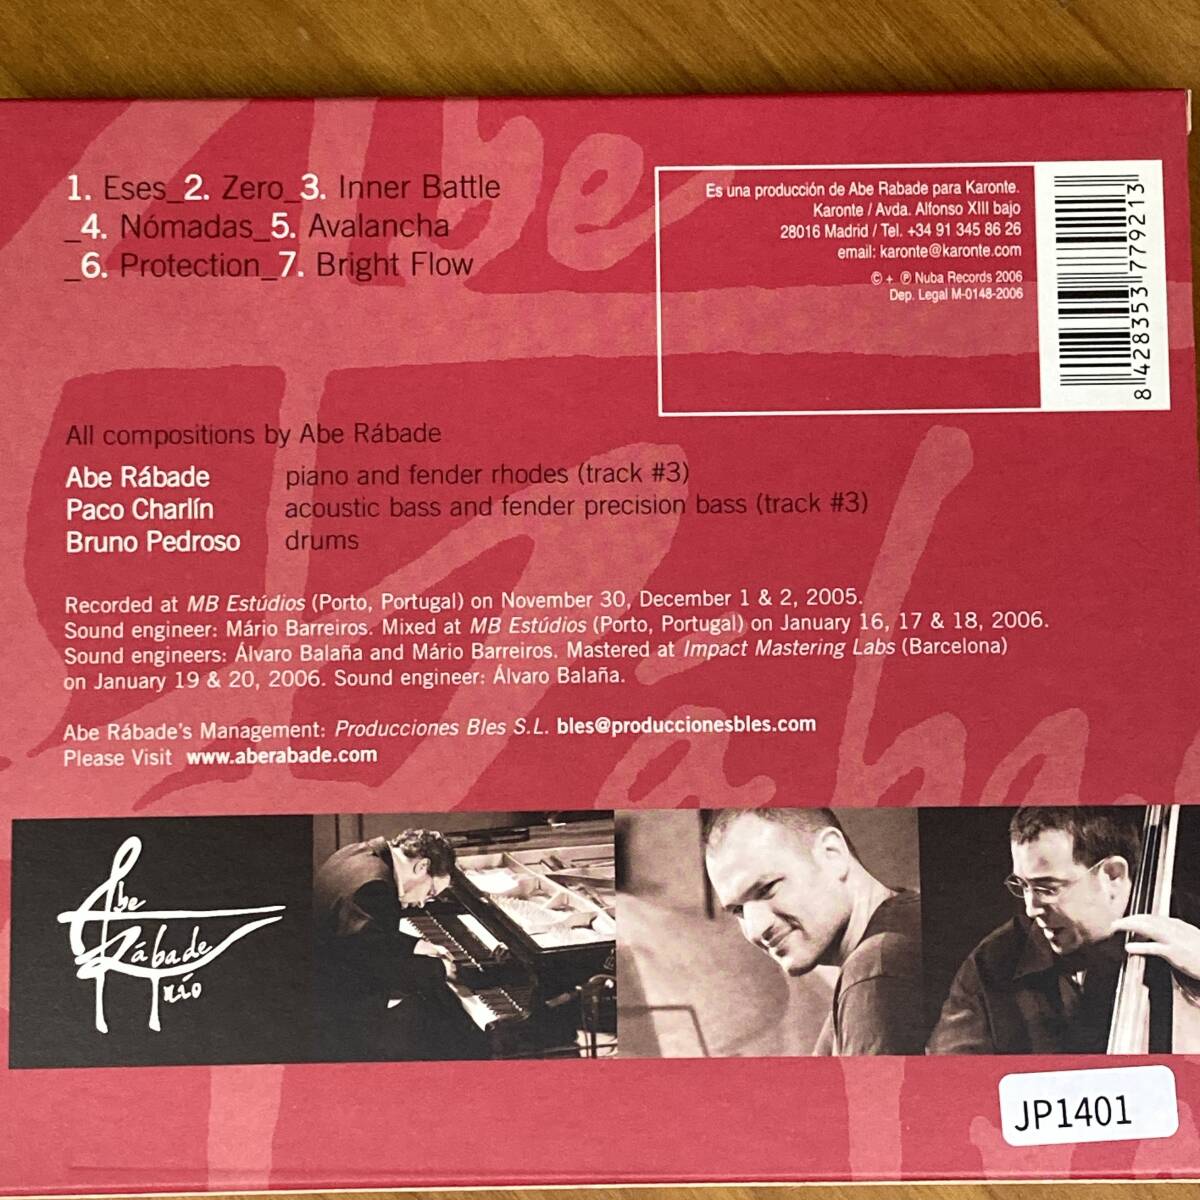 1. Eses_2. Zero_3. Inner Battle
_4. Nómadas_5. Avalancha
_6. Protection_7. Bright Flow
Es una producción de Abe Rabade para Karonte.
Karonte / Avda. Alfonso XIII bajo
28016 Madrid / Tel. +34 91 345 86 26
email: karonte@karonte.com
© + ℗ Nuba Records 2006
Dep. Legal M-0148-2006
8 428353 779213
All compositions by Abe Rábade
Abe Rábade piano and fender rhodes (track #3)
Paco Charlín acoustic bass and fender precision bass (track #3)
Bruno Pedroso drums
Recorded at MB Estúdios (Porto, Portugal) on November 30, December 1 & 2, 2005.
Sound engineer: Mário Barreiros. Mixed at MB Estúdios (Porto, Portugal) on January 16, 17 & 18, 2006.
Sound engineers: Álvaro Balaña and Mário Barreiros. Mastered at Impact Mastering Labs (Barcelona)
on January 19 & 20, 2006. Sound engineer: Álvaro Balaña.
Abe Rábade's Management: Producciones Bles S.L. bles@produccionesbles.com
Please Visit www.aberabade.com
Abe
Rábade
Trío
JP1401